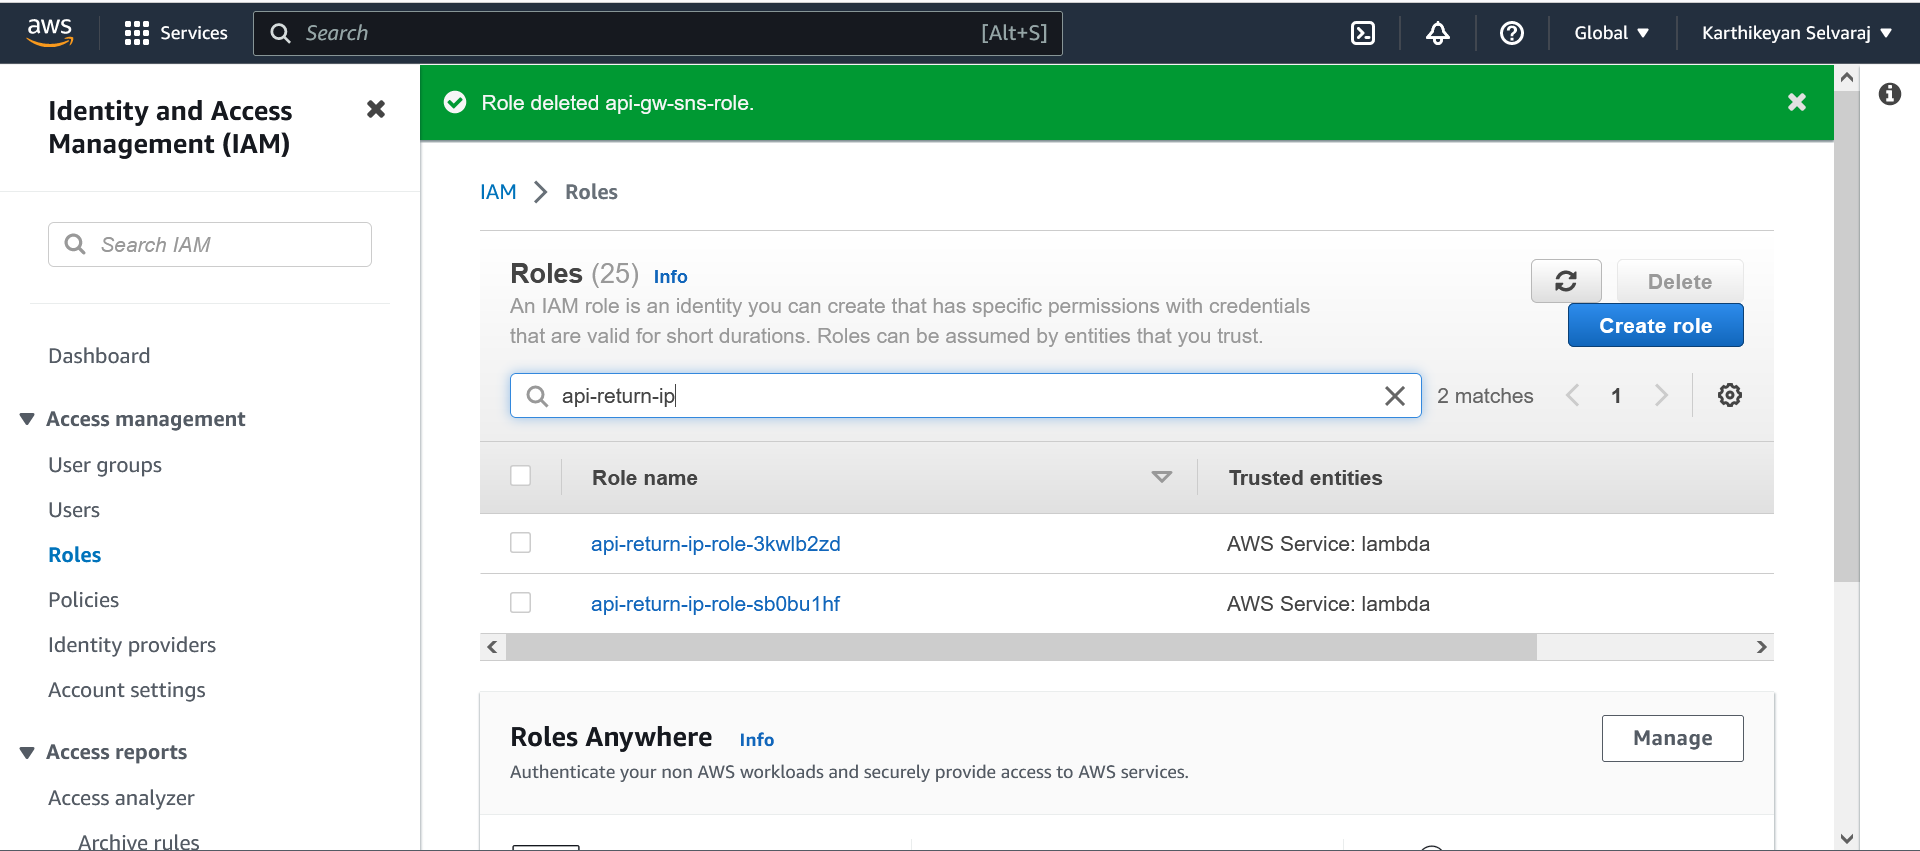 aws
Services
Search
[Alt+S]
Global
Karthikeyan Selvaraj
Identity and Access
Management (IAM)
Search IAM
Dashboard
Access management
User groups
Users
Roles
Policies
Identity providers
Account settings
Access reports
Access analyzer
Archive rules
Role deleted api-gw-sns-role.
IAM
Roles
Roles (25) Info
An IAM role is an identity you can create that has specific permissions with credentials
that are valid for short durations. Roles can be assumed by entities that you trust.
Delete
Create role
api-return-ip
2 matches
1
Role name
Trusted entities
api-return-ip-role-3kwlb2zd
AWS Service: lambda
api-return-ip-role-sb0bu1hf
AWS Service: lambda
Roles Anywhere Info
Authenticate your non AWS workloads and securely provide access to AWS services.
Manage